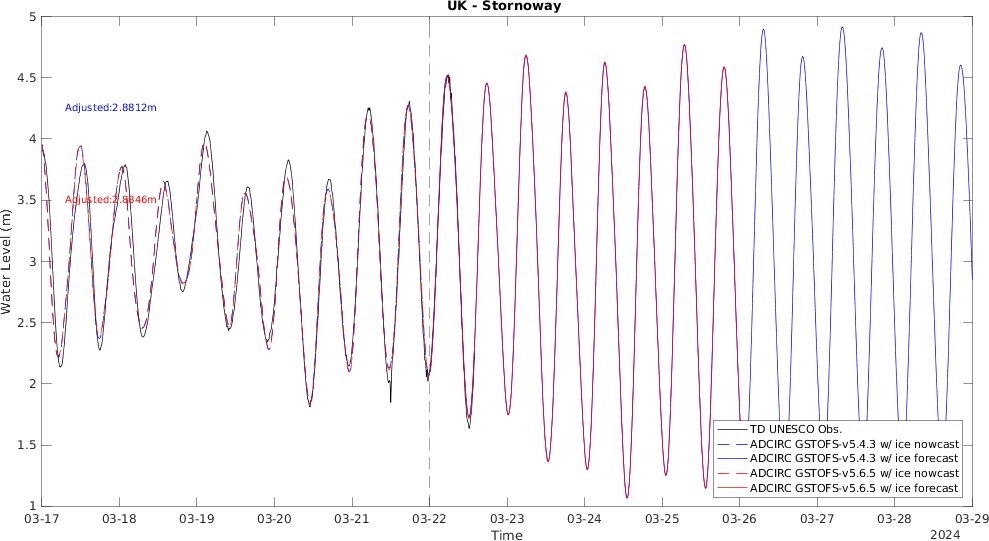 UK - Stornoway
5
4.5
4
3.5
3
2.5
2
1.5
1
Water Level (m)
Adjusted:2.8812m
Adjusted:2.8846m
TD UNESCO Obs.
ADCIRC GSTOFS-v5.4.3 w/ ice nowcast
ADCIRC GSTOFS-v5.4.3 w/ ice forecast
ADCIRC GSTOFS-v5.6.5 w/ ice nowcast
ADCIRC GSTOFS-v5.6.5 w/ ice forecast
03-17 03-18 03-19 03-20 03-21 03-22 03-23 03-24 03-25 03-26 03-27 03-28 03-29
Time
2024